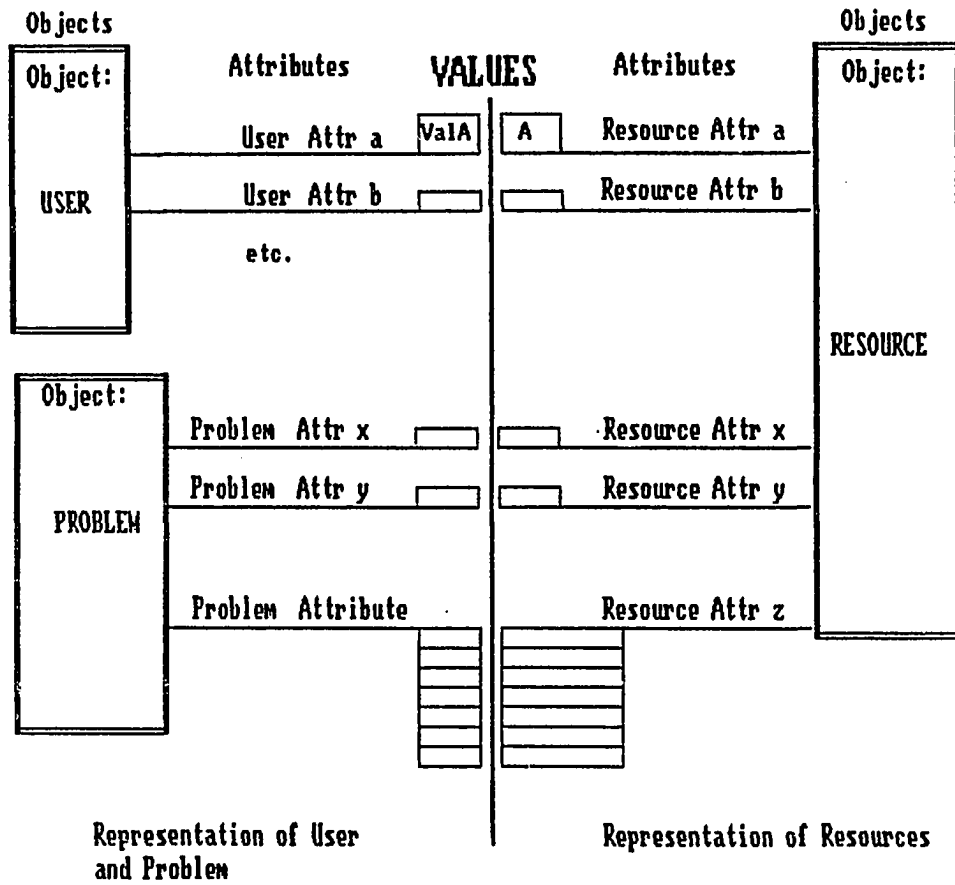 Objects Objects
Object: Attributes VALUES Attributes Object:
User Attr a ValA A Resource Attr a
USER User Attr b Resource Attr b
etc.
RESOURCE
Object:
Problem Attr x Resource Attr x
Problem Attr y Resource Attr y
PROBLEM
Problem Attribute Resource Attr z
Representation of User Representation of Resources
and Problem